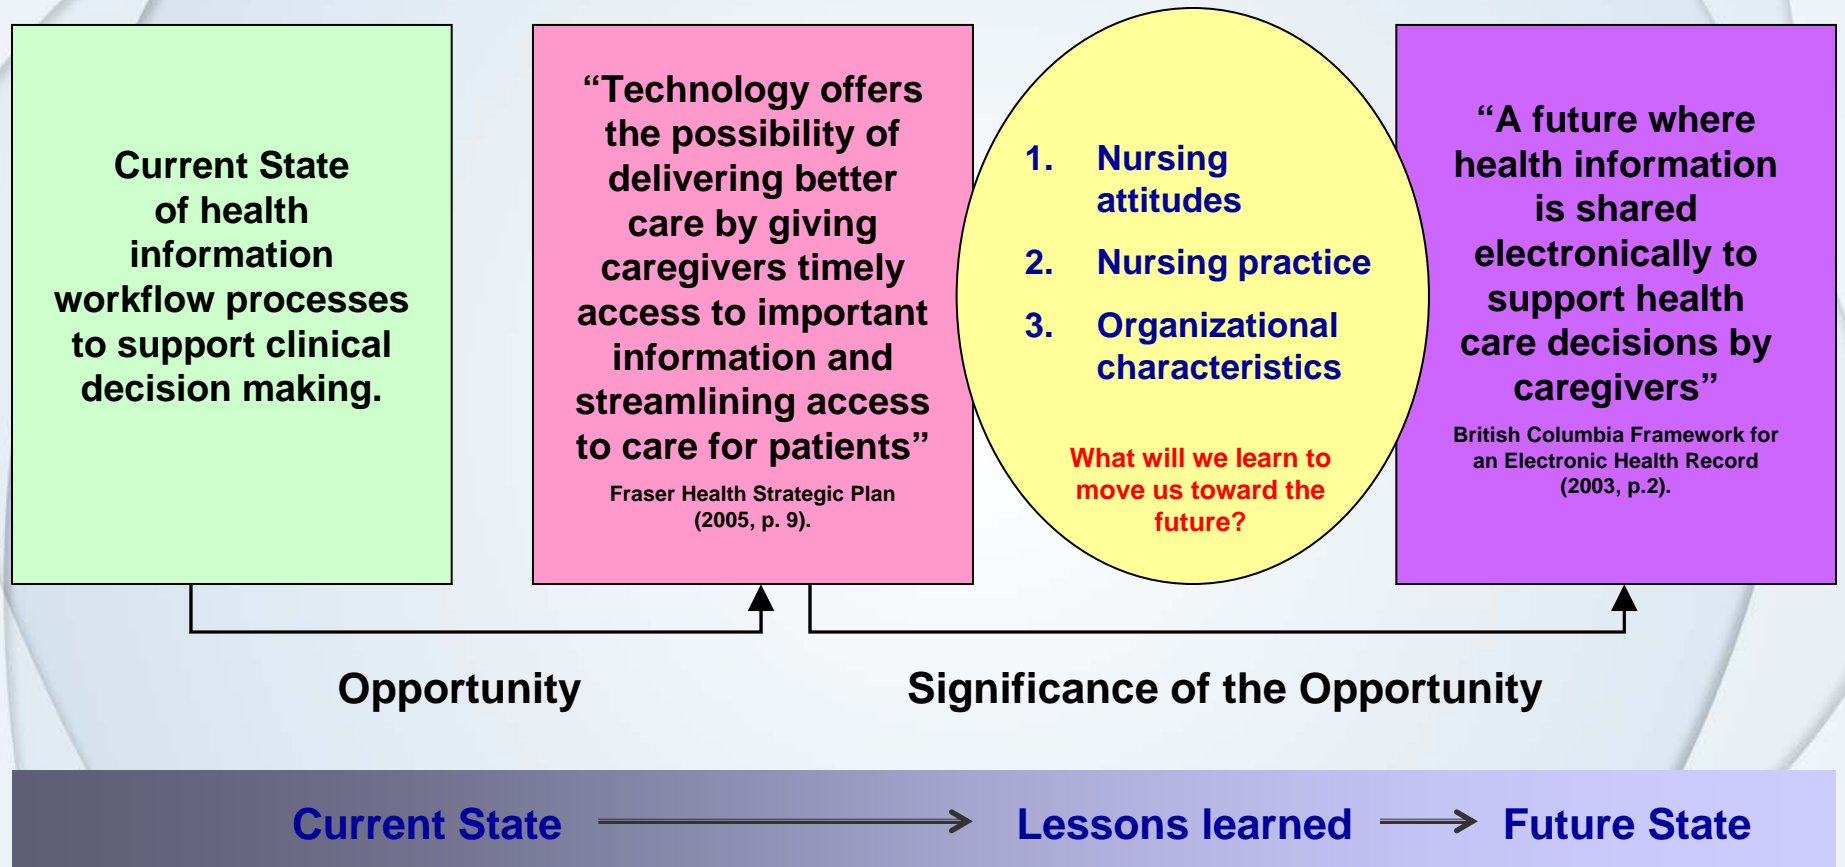 Current State
of health
information
workflow processes
to support clinical
decision making.
“Technology offers
the possibility of
delivering better
care by giving
caregivers timely
access to important
information and
streamlining access
to care for patients”
Fraser Health Strategic Plan
(2005, p. 9).
1. Nursing
attitudes
2. Nursing practice
3. Organizational
characteristics
What will we learn to
move us toward the
future?
“A future where
health information
is shared
electronically to
support health
care decisions by
caregivers”
British Columbia Framework for
an Electronic Health Record
(2003, p.2).
Opportunity
Significance of the Opportunity
Current State
Lessons learned
Future State